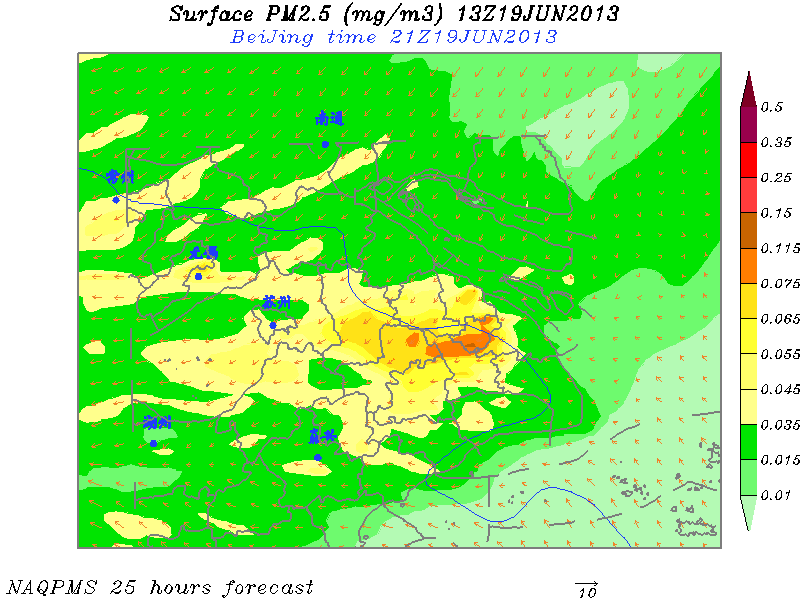 Surface PM2.5 (mg/m3) 13Z19JUN2013
BeiJing time 21Z19JUN2013
南通
常州
无锡
苏州
湖州
嘉兴
0.5
0.35
0.25
0.15
0.115
0.075
0.065
0.055
0.045
0.035
0.015
0.01
NAQPMS 25 hours forecast
10